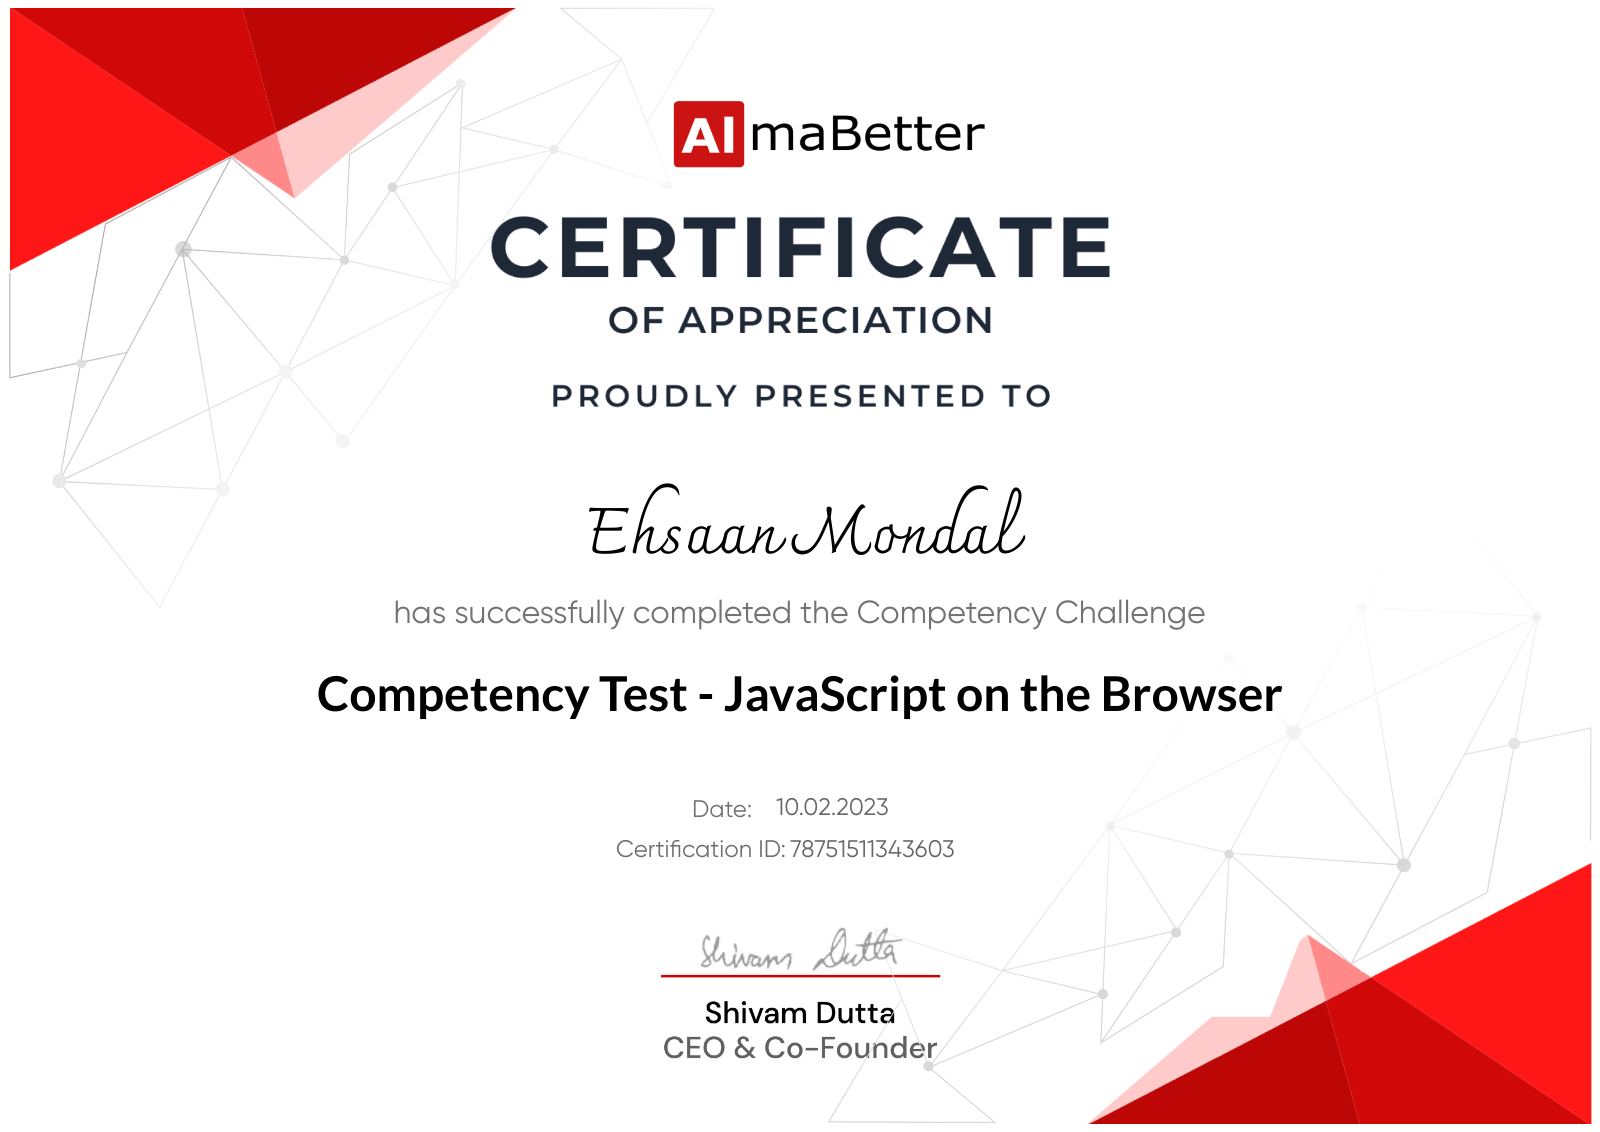 AlmaBetter
CERTIFICATE
OF APPRECIATION
PROUDLY PRESENTED TO
Ehsaan Mondal
has successfully completed the Competency Challenge
Competency Test - JavaScript on the Browser
Date: 10.02.2023
Certification ID: 78751511343603
Shivam Dutta
Shivam Dutta
CEO & Co-Founder